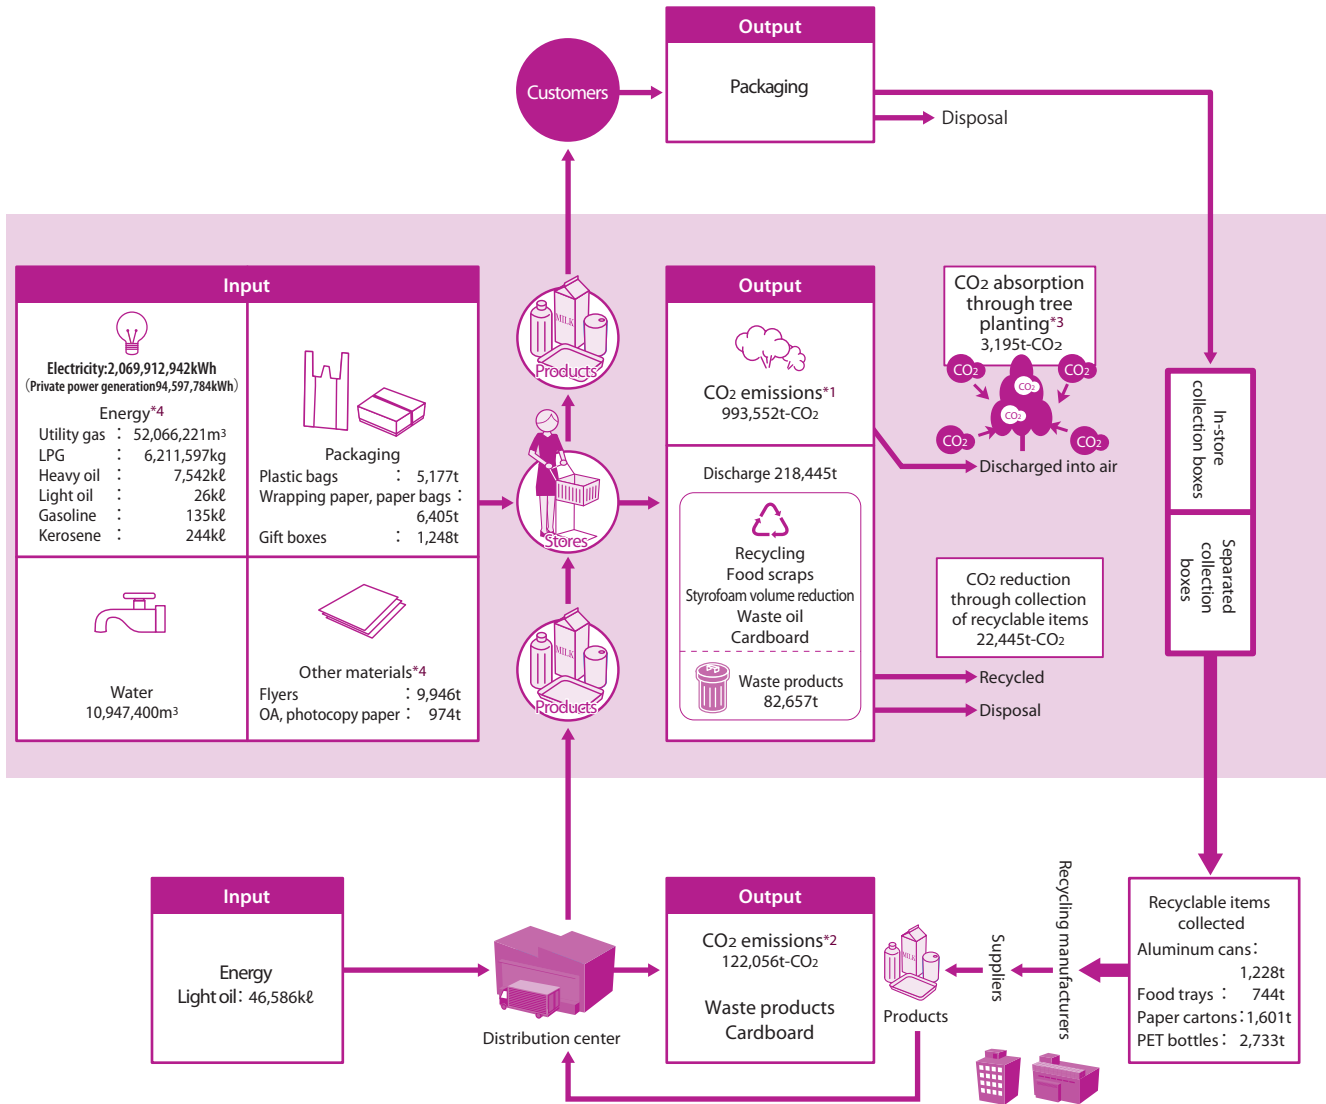 Output
Packaging
Customers
Disposal
Input
Electricity:2,069,912,942kWh
(Private power generation94,597,784kWh)
Energy*4
Utility gas : 52,066,221m³
LPG : 6,211,597kg
Heavy oil : 7,542kℓ
Light oil : 26kℓ
Gasoline : 135kℓ
Kerosene : 244kℓ
Packaging
Plastic bags : 5,177t
Wrapping paper, paper bags :
6,405t
Gift boxes : 1,248t
Water
10,947,400m³
Other materials*4
Flyers : 9,946t
OA, photocopy paper : 974t
MILK
Products
Stores
MILK
Products
Output
CO2 emissions*1
993,552t-CO2
Discharge 218,445t
Recycling
Food scraps
Styrofoam volume reduction
Waste oil
Cardboard
Waste products
82,657t
CO2 absorption
through tree
planting*3
3,195t-CO2
CO2
CO2
CO2
CO2
CO2
CO2
Discharged into air
CO2 reduction
through collection
of recyclable items
22,445t-CO2
Recycled
Disposal
In-store
collection boxes
Separated
collection
boxes
Input
Energy
Light oil: 46,586kℓ
Distribution center
Output
CO2 emissions*2
122,056t-CO2
Waste products
Cardboard
MILK
Products
Suppliers
Recycling manufacturers
Recyclable items
collected
Aluminum cans:
1,228t
Food trays : 744t
Paper cartons:1,601t
PET bottles : 2,733t